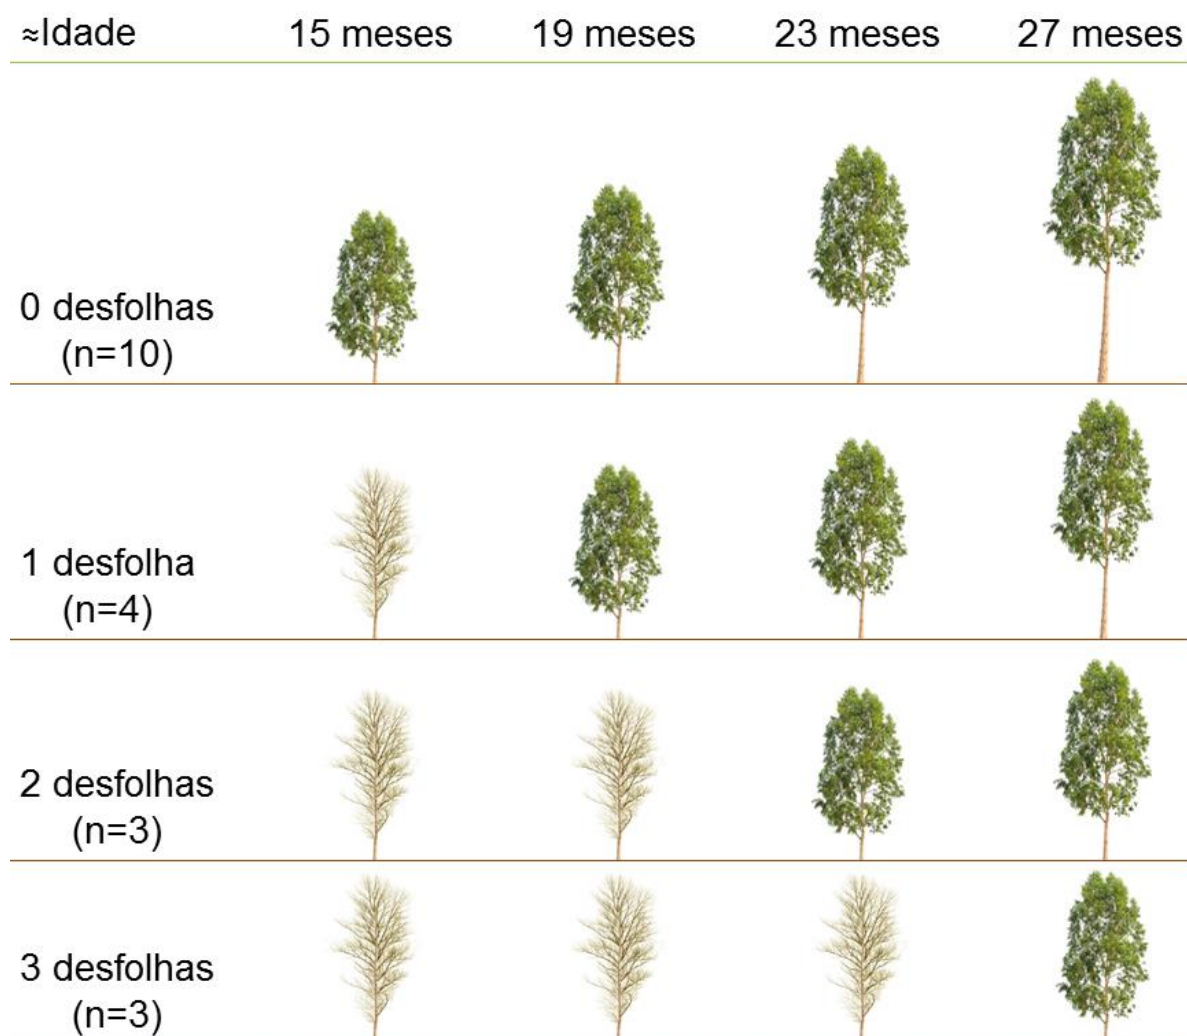 ≈Idade 15 meses 19 meses 23 meses 27 meses
0 desfolhas
(n=10)
1 desfolha
(n=4)
2 desfolhas
(n=3)
3 desfolhas
(n=3)